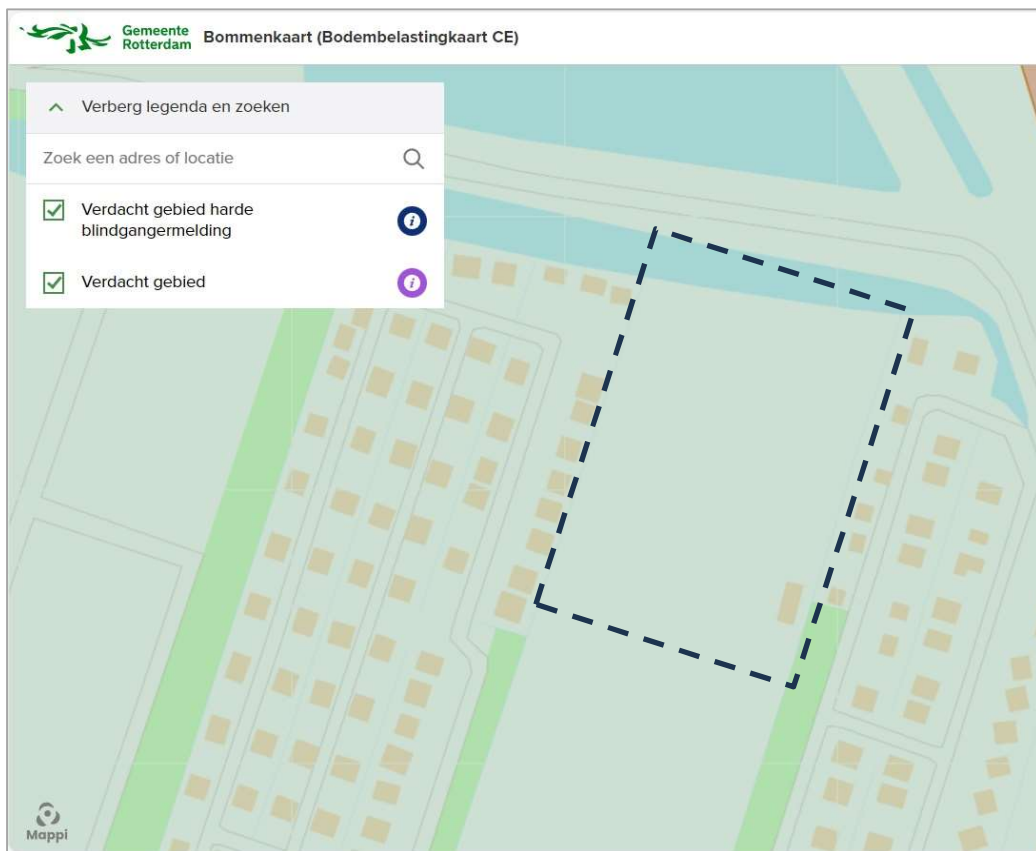 Gemeente
Rotterdam
Bommenkaart (Bodembelastingkaart CE)
Verberg legenda en zoeken
Zoek een adres of locatie
Verdacht gebied harde
blindgangermelding
i
Verdacht gebied
i
Mappi